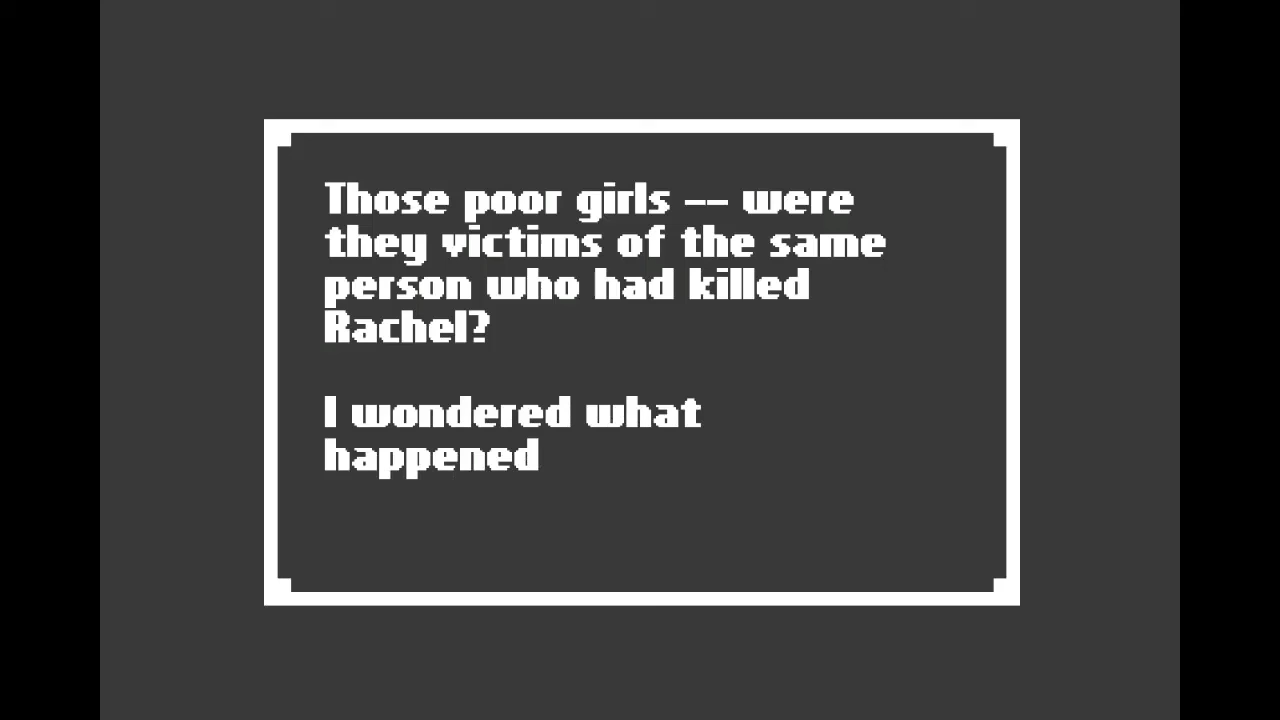 Those poor girls -- were
they victims of the same
person who had killed
Rachel?
I wondered what
happened